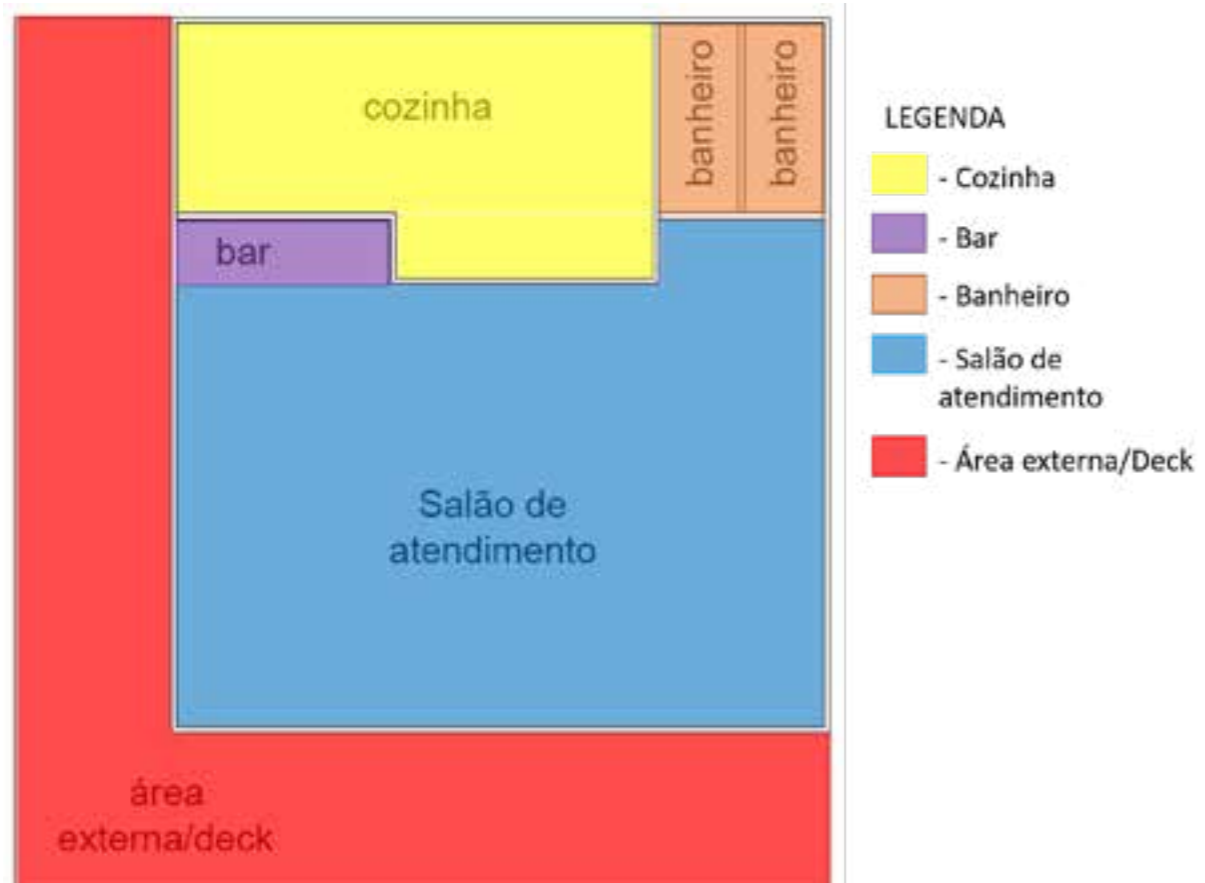 cozinha
banheiro
banheiro
bar
Salão de
atendimento
área
externa/deck
LEGENDA
- Cozinha
- Bar
- Banheiro
- Salão de
atendimento
- Área externa/Deck